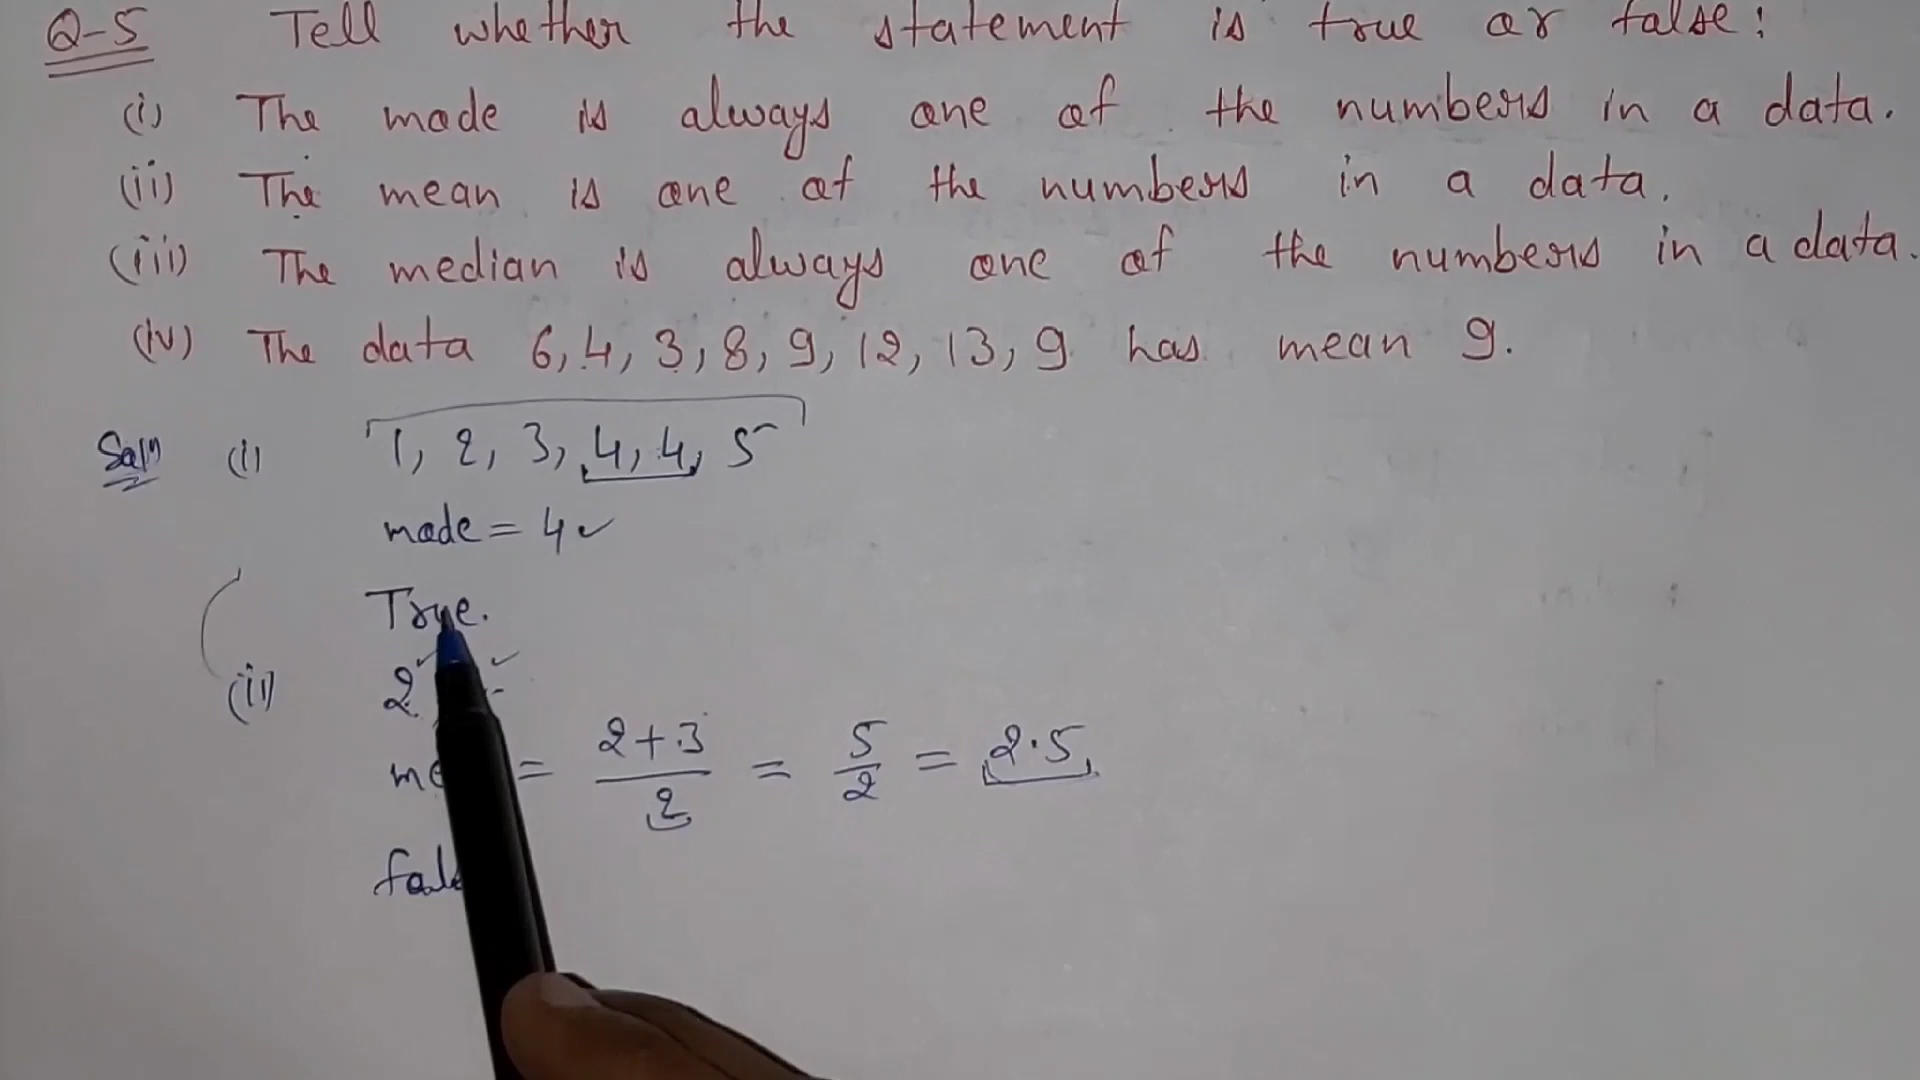 Q-5 Tell whether the statement is true or false:
(i) The mode is always one of the numbers in a data.
(ii) The mean is one of the numbers in a data.
(iii) The median is always one of the numbers in a data.
(iv) The data 6, 4, 3, 8, 9, 12, 13, 9 has mean 9.
Soln (i) 1, 2, 3, 4, 4, 5
mode = 4 ✓
True.
(ii) 2
= 2+3/2 = 5/2 = 2.5